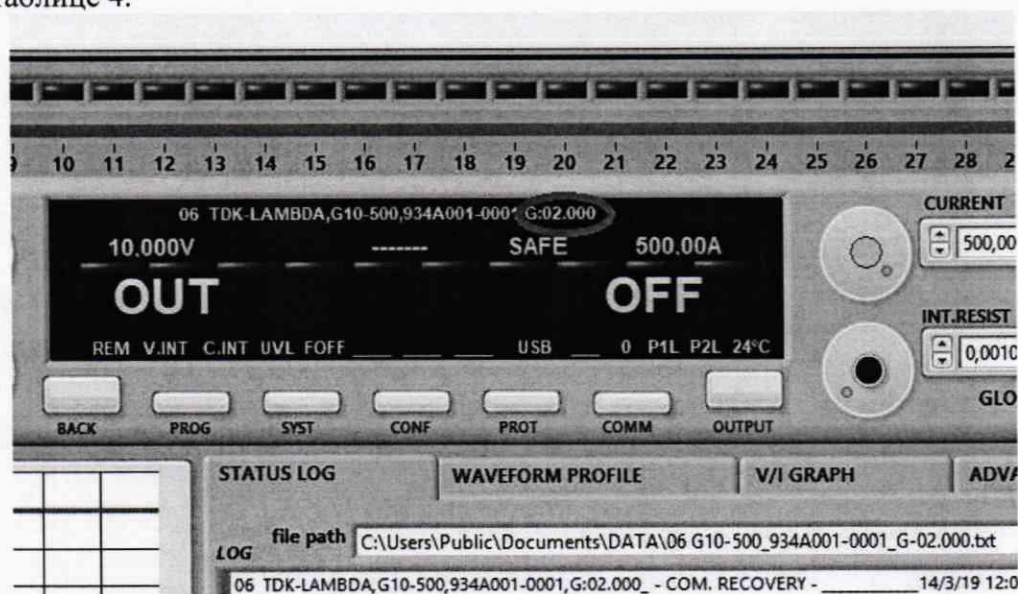 таблице 4.
10 11 12 13 14 15 16 17 18 19 20 21 22 23 24 25 26 27 28
06 TDK-LAMBDA,G10-500,934A001-0001 G:02.000
10.000V ------- SAFE 500.00A
OUT OFF
REM V.INT C.INT UVL FOFF ___ ___ ___ USB __ 0 P1L P2L 24°C
CURRENT
500,00
INT.RESIST
0,0010
GLO
BACK PROG SYST CONF PROT COMM OUTPUT
STATUS LOG WAVEFORM PROFILE V/I GRAPH ADVA
LOG file path C:\Users\Public\Documents\DATA\06 G10-500_934A001-0001_G-02.000.txt
06 TDK-LAMBDA,G10-500,934A001-0001,G:02.000_ - COM. RECOVERY - _________14/3/19 12:0